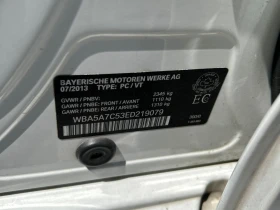 BAYERISCHE MOTOREN WERKE AG
07/2013 TYPE: PC / VT
GVWR / PNBV: 2345 kg
GAWR / PNBE: FRONT / AVANT 1110 kg
GAWR / PNBE: REAR / ARRIERE 1310 kg
EC
WBA5A7C53ED219079